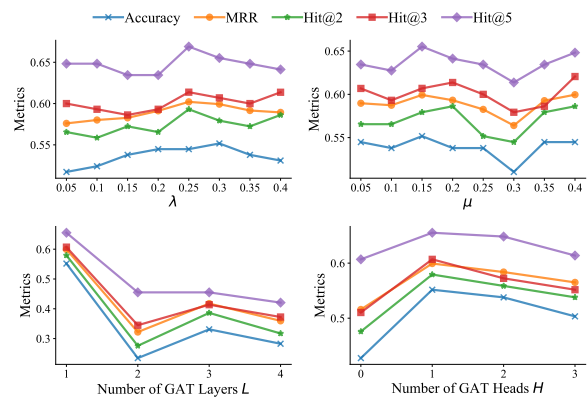 Accuracy MRR Hit@2 Hit@3 Hit@5
Metrics
0.65
0.60
0.55
0.05 0.1 0.15 0.2 0.25 0.3 0.35 0.4
λ
Metrics
0.65
0.60
0.55
0.05 0.1 0.15 0.2 0.25 0.3 0.35 0.4
μ
Metrics
0.6
0.5
0.4
0.3
1 2 3 4
Number of GAT Layers L
Metrics
0.6
0.5
0 1 2 3
Number of GAT Heads H